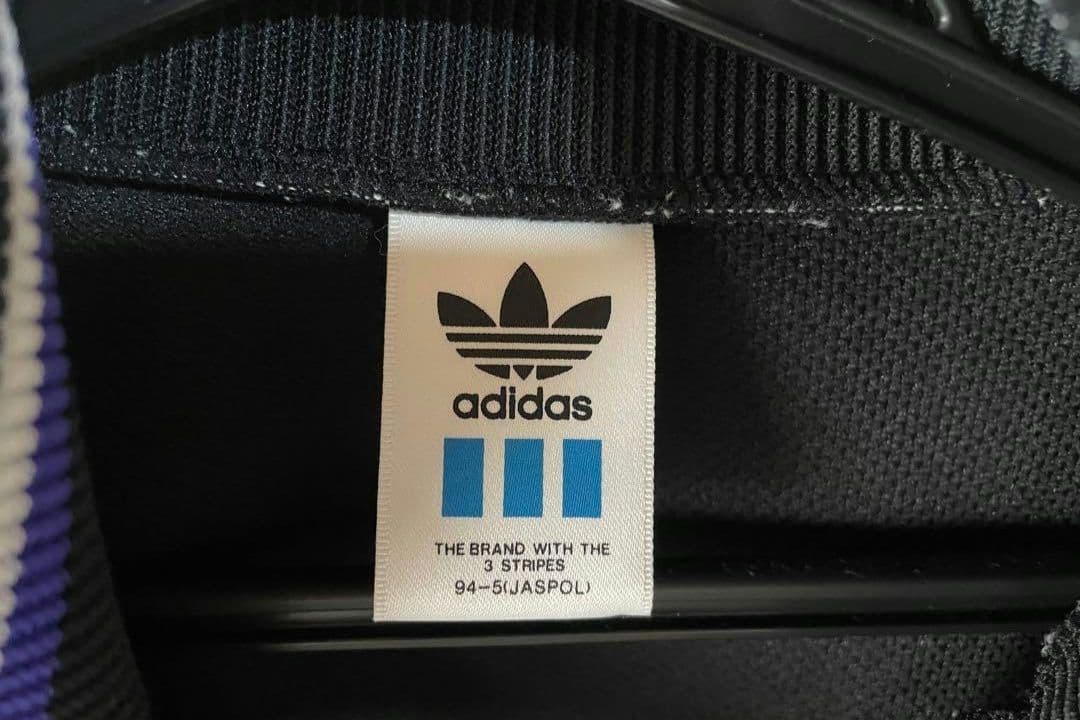 adidas
THE BRAND WITH THE
3 STRIPES
94-5(JASPOL)